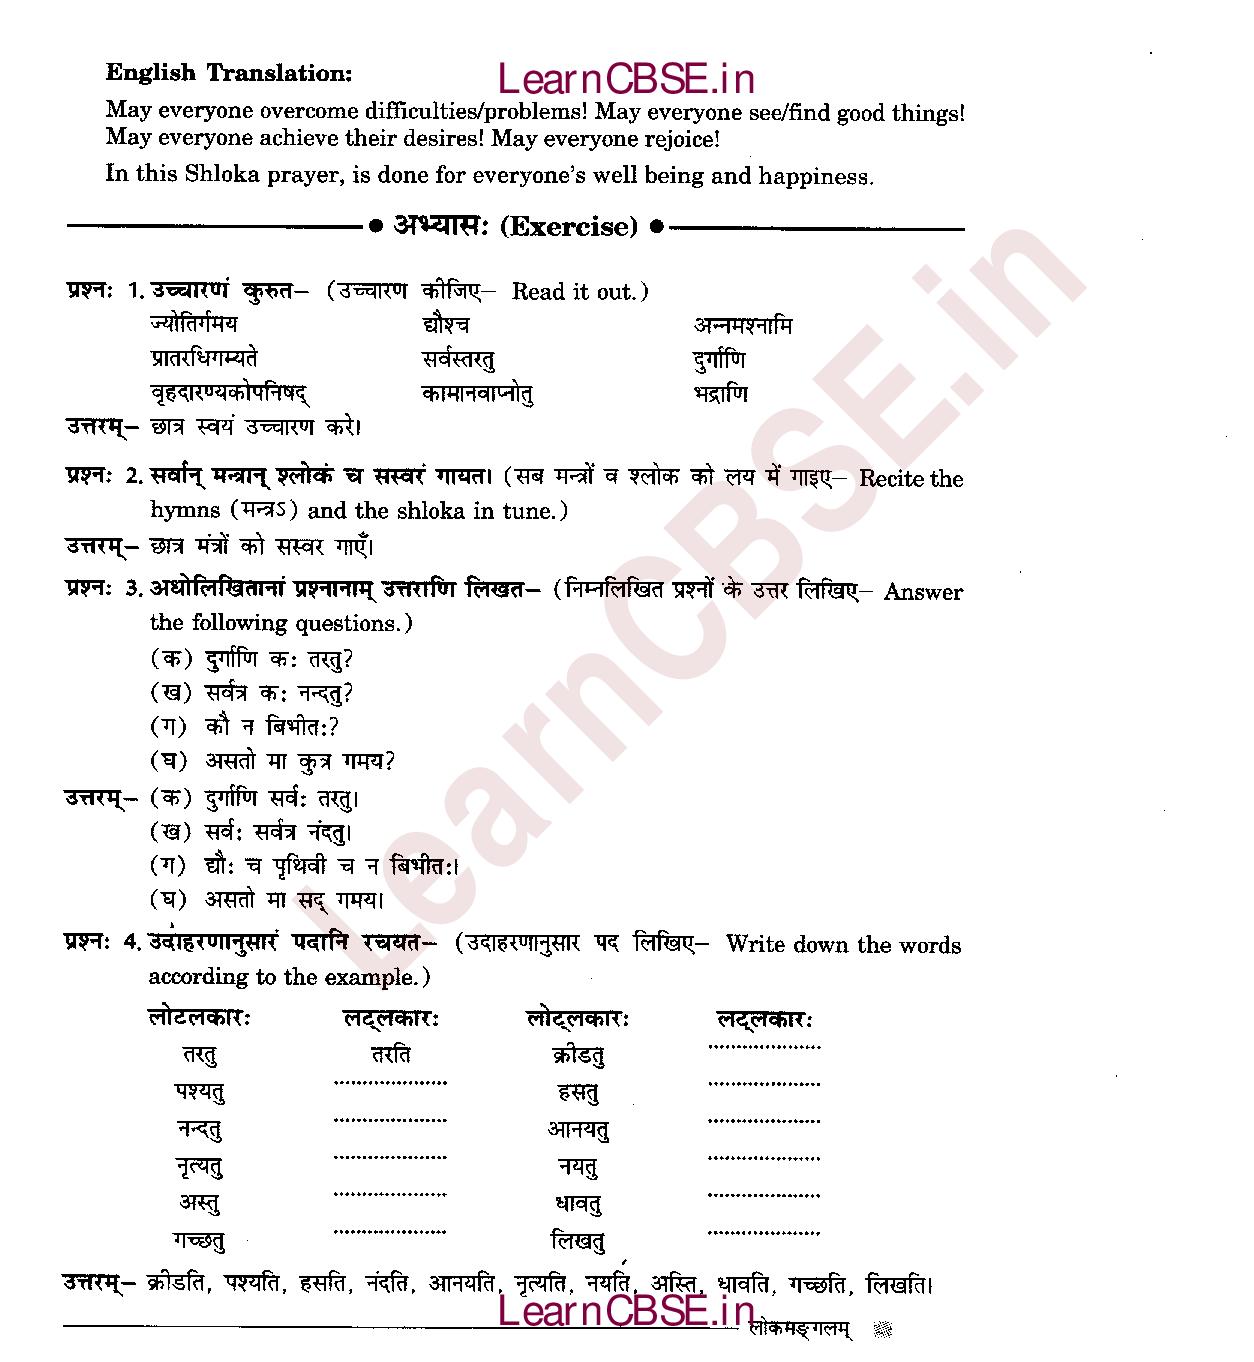 LearnCBSE.in
English Translation:
May everyone overcome difficulties/problems! May everyone see/find good things!
May everyone achieve their desires! May everyone rejoice!
In this Shloka prayer, is done for everyone's well being and happiness.
• अभ्यासः (Exercise) •
प्रश्नः 1. उच्चारणं कुरुत– (उच्चारण कीजिए– Read it out.)
ज्योतिर्गमय द्यौश्च अन्नमश्नामि
प्रातरधिगम्यते सर्वस्तरतु दुर्गाणि
वृहदारण्यकोपनिषद् कामानवाप्नोतु भद्राणि
उत्तरम्– छात्र स्वयं उच्चारण करे।
प्रश्नः 2. सर्वान् मन्त्रान् श्लोकं च सस्वरं गायत। (सब मन्त्रों व श्लोक को लय में गाइए– Recite the
hymns (मन्त्रऽ) and the shloka in tune.)
उत्तरम्– छात्र मंत्रों को सस्वर गाएँ।
प्रश्नः 3. अधोलिखितानां प्रश्नानाम् उत्तराणि लिखत– (निम्नलिखित प्रश्नों के उत्तर लिखिए– Answer
the following questions.)
(क) दुर्गाणि कः तरतु?
(ख) सर्वत्र कः नन्दतु?
(ग) कौ न बिभीतः?
(घ) असतो मा कुत्र गमय?
उत्तरम्– (क) दुर्गाणि सर्वः तरतु।
(ख) सर्वः सर्वत्र नंदतु।
(ग) द्यौः च पृथिवी च न बिभीतः।
(घ) असतो मा सद् गमय।
प्रश्नः 4. उदाहरणानुसारं पदानि रचयत– (उदाहरणानुसार पद लिखिए– Write down the words
according to the example.)
लोटलकारः लट्लकारः लोट्लकारः लट्लकारः
तरतु तरति क्रीडतु ....................
पश्यतु .................... हसतु ....................
नन्दतु .................... आनयतु ....................
नृत्यतु .................... नयतु ....................
अस्तु .................... धावतु ....................
गच्छतु .................... लिखतु ....................
उत्तरम्– क्रीडति, पश्यति, हसति, नंदति, आनयति, नृत्यति, नयति, अस्ति, धावति, गच्छति, लिखति।
LearnCBSE.in
लोकमङ्गलम्
LearnCBSE.in